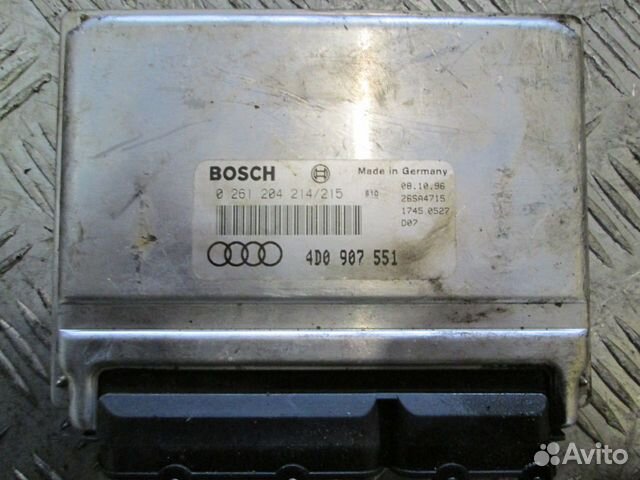 BOSCH Made in Germany
0 261 204 214/215 08.10.96
26SA4715
1745.0527
D07
4D0 907 551
Avito